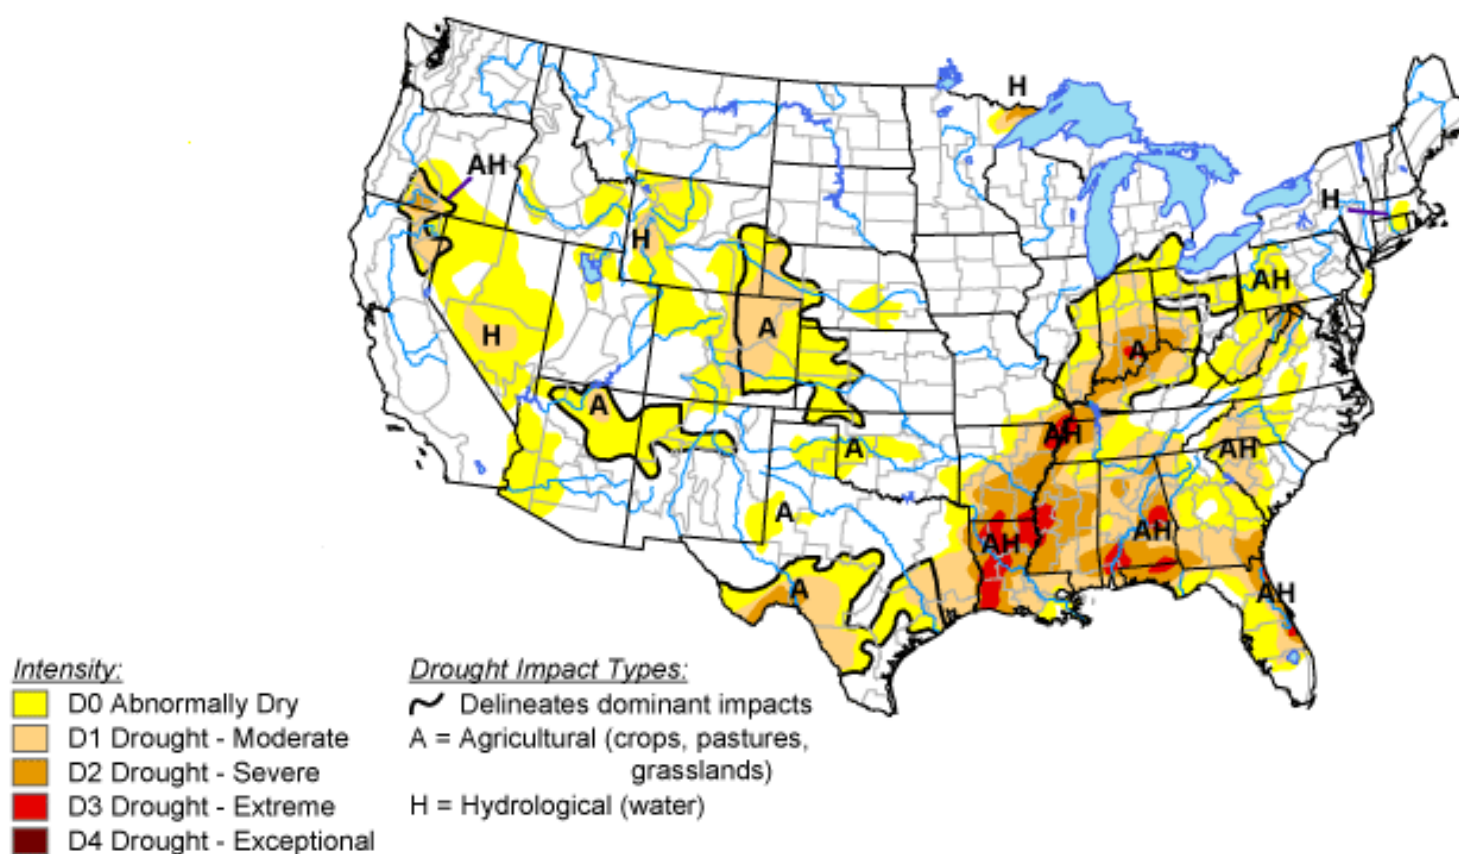 H
AH
H
H
AH
A
H
A
A
AH
AH
A
A
AH
AH
A
AH
Intensity:
D0 Abnormally Dry
D1 Drought - Moderate
D2 Drought - Severe
D3 Drought - Extreme
D4 Drought - Exceptional
Drought Impact Types:
Delineates dominant impacts
A = Agricultural (crops, pastures,
grasslands)
H = Hydrological (water)